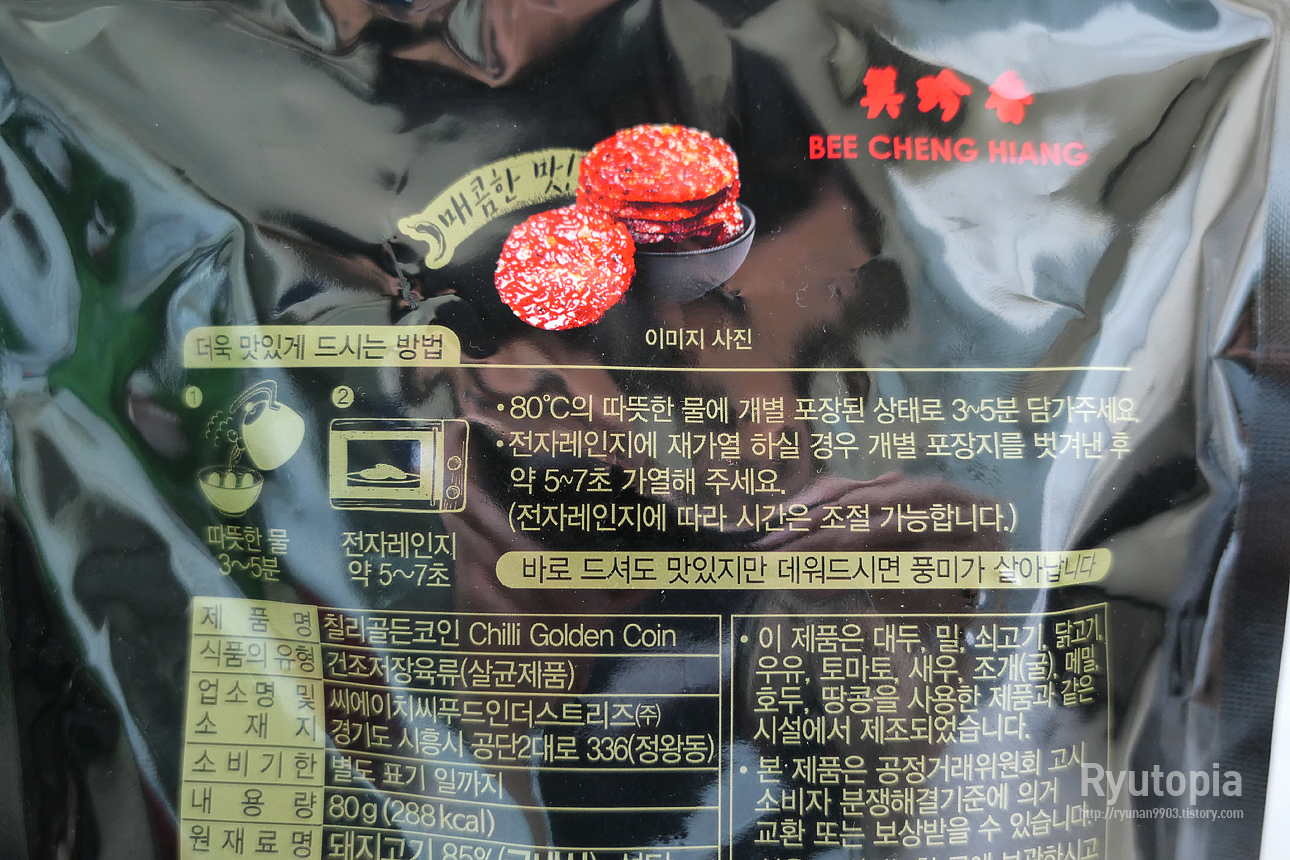 美珍香
BEE CHENG HIANG
매콤한 맛!
이미지 사진
더욱 맛있게 드시는 방법
1
2
•80℃의 따뜻한 물에 개별 포장된 상태로 3~5분 담가주세요.
•전자레인지에 재가열 하실 경우 개별 포장지를 벗겨낸 후
약 5~7초 가열해 주세요.
(전자레인지에 따라 시간은 조절 가능합니다.)
따뜻한 물
3~5분
전자레인지
약 5~7초
바로 드셔도 맛있지만 데워드시면 풍미가 살아납니다
제 품 명 칠리골든코인 Chilli Golden Coin
식품의 유형 건조저장육류(살균제품)
업소명 및 씨에이치씨푸드인더스트리즈㈜
소 재 지 경기도 시흥시 공단2대로 336(정왕동)
소비기한 별도 표기 일까지
내 용 량 80g(288kcal)
원재료명 돼지고기 85%
• 이 제품은 대두, 밀, 쇠고기, 닭고기,
우유, 토마토, 새우, 조개(굴), 메밀,
호두, 땅콩을 사용한 제품과 같은
시설에서 제조되었습니다.
• 본 제품은 공정거래위원회 고시
소비자 분쟁해결기준에 의거
교환 또는 보상받을 수 있습니다.
Ryutopia
http://ryunan9903.tistory.com